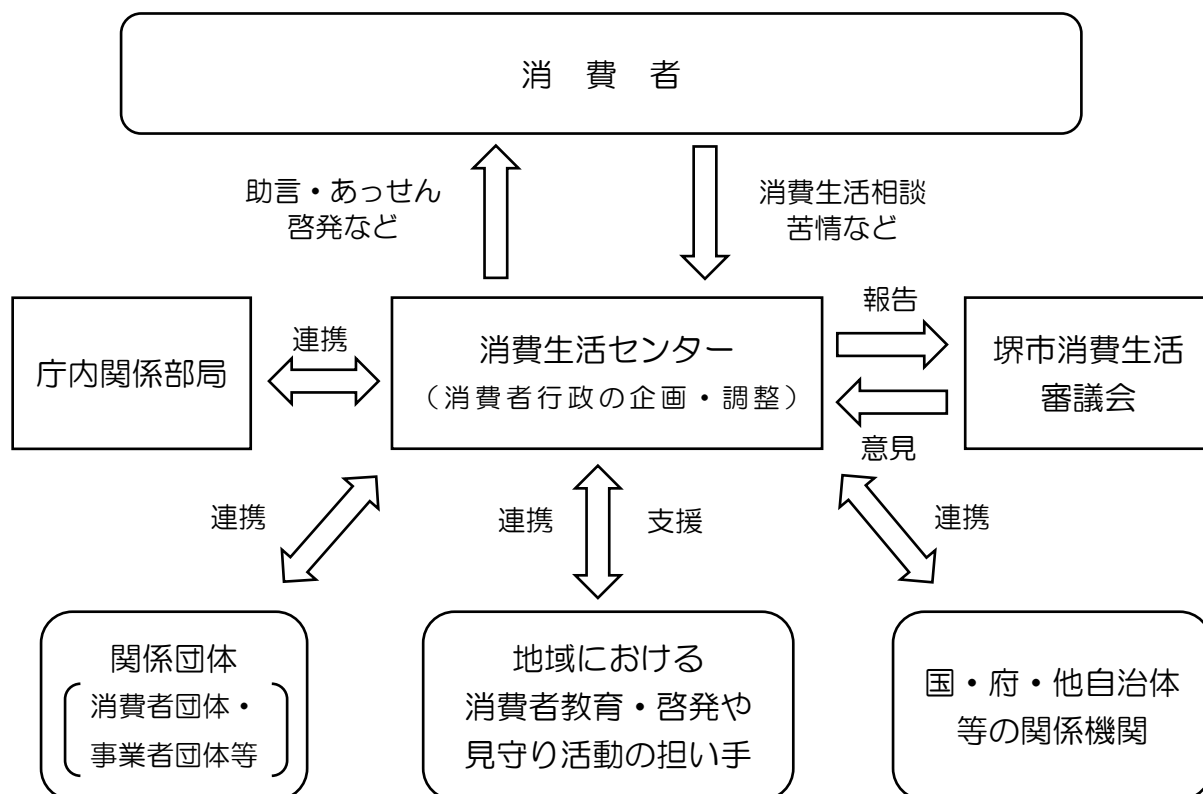 消　費　者
助言・あっせん
啓発など
消費生活相談
苦情など
庁内関係部局
連携
消費生活センター
（消費者行政の企画・調整）
報告
意見
堺市消費生活
審議会
連携
連携
支援
連携
関係団体
消費者団体・
事業者団体等
地域における
消費者教育・啓発や
見守り活動の担い手
国・府・他自治体
等の関係機関